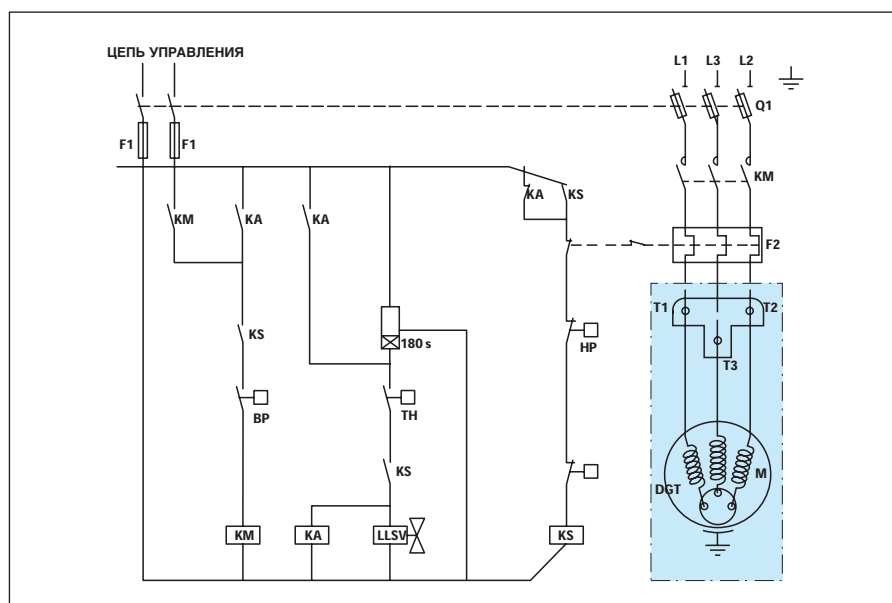 ЦЕПЬ УПРАВЛЕНИЯ
L1 L3 L2
Q1
F1 F1
KA KS
KM
KM KA KA
F2
T1 T2
KS
180 s
HP
T3
BP
TH
KS
M
DGT
KM KA LLSV KS